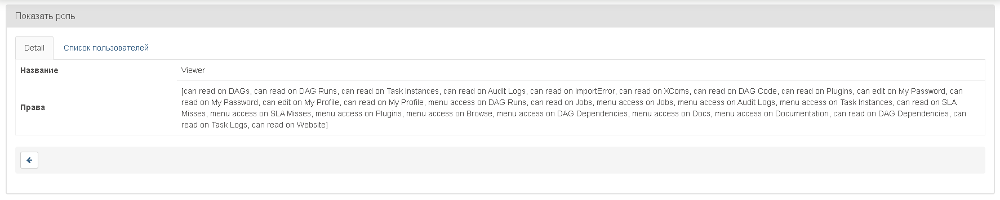 Показать роль
Detail
Список пользователей
Название
Viewer
Права
[can read on DAGs, can read on DAG Runs, can read on Task Instances, can read on Audit Logs, can read on ImportError, can read on XComs, can read on DAG Code, can read on Plugins, can edit on My Password, can
read on My Password, can edit on My Profile, can read on My Profile, menu access on DAG Runs, can read on Jobs, menu access on Jobs, menu access on Audit Logs, menu access on Task Instances, can read on SLA
Misses, menu access on SLA Misses, menu access on Plugins, menu access on Browse, menu access on DAG Dependencies, menu access on Docs, menu access on Documentation, can read on DAG Dependencies, can
read on Task Logs, can read on Website]